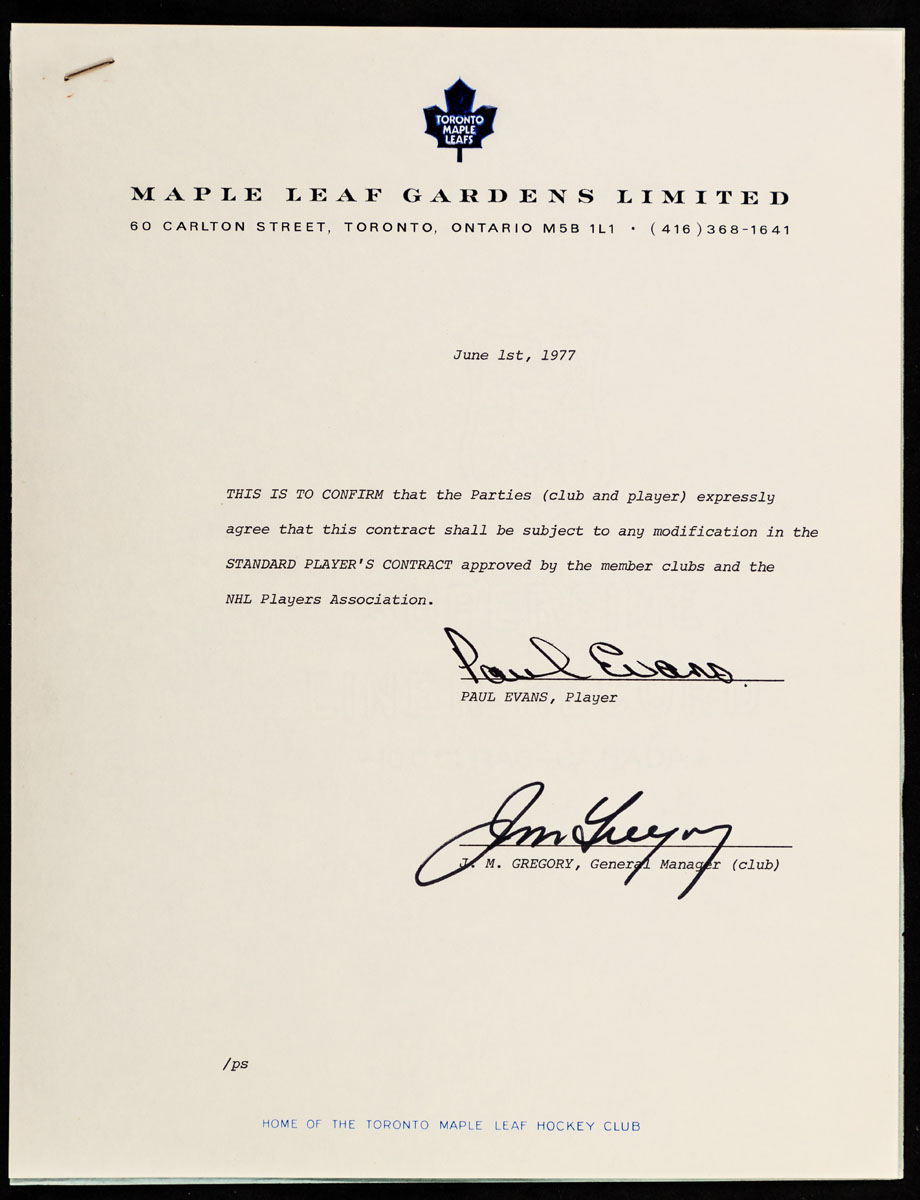 TORONTO
MAPLE
LEAFS
MAPLE LEAF GARDENS LIMITED
60 CARLTON STREET, TORONTO, ONTARIO M5B 1L1 • (416) 368-1641
June 1st, 1977
THIS IS TO CONFIRM that the Parties (club and player) expressly
agree that this contract shall be subject to any modification in the
STANDARD PLAYER'S CONTRACT approved by the member clubs and the
NHL Players Association.
Paul Evans.
PAUL EVANS, Player
Jim Gregory
J. M. GREGORY, General Manager (club)
/ps
HOME OF THE TORONTO MAPLE LEAF HOCKEY CLUB